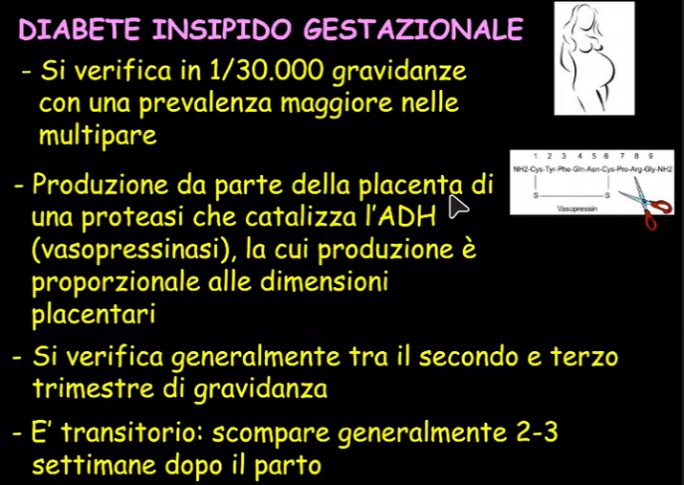 DIABETE INSIPIDO GESTAZIONALE
- Si verifica in 1/30.000 gravidanze
con una prevalenza maggiore nelle
multipare
1 2 3 4 5 6 7 8 9
NH2-Cys-Tyr-Phe-Gln-Asn-Cys-Pro-Arg-Gly-NH2
S S
Vasopressin
- Produzione da parte della placenta di
una proteasi che catalizza l'ADH
(vasopressinasi), la cui produzione è
proporzionale alle dimensioni
placentari
- Si verifica generalmente tra il secondo e terzo
trimestre di gravidanza
- E' transitorio: scompare generalmente 2-3
settimane dopo il parto